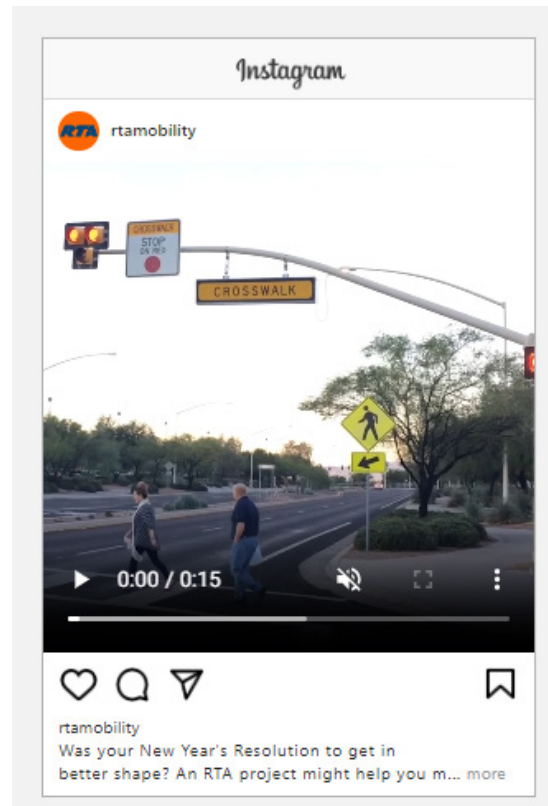 Instagram
RTA rtamobility
CROSSWALK
STOP
ON RED
CROSSWALK
0:00 / 0:15
rtamobility
Was your New Year's Resolution to get in
better shape? An RTA project might help you m... more